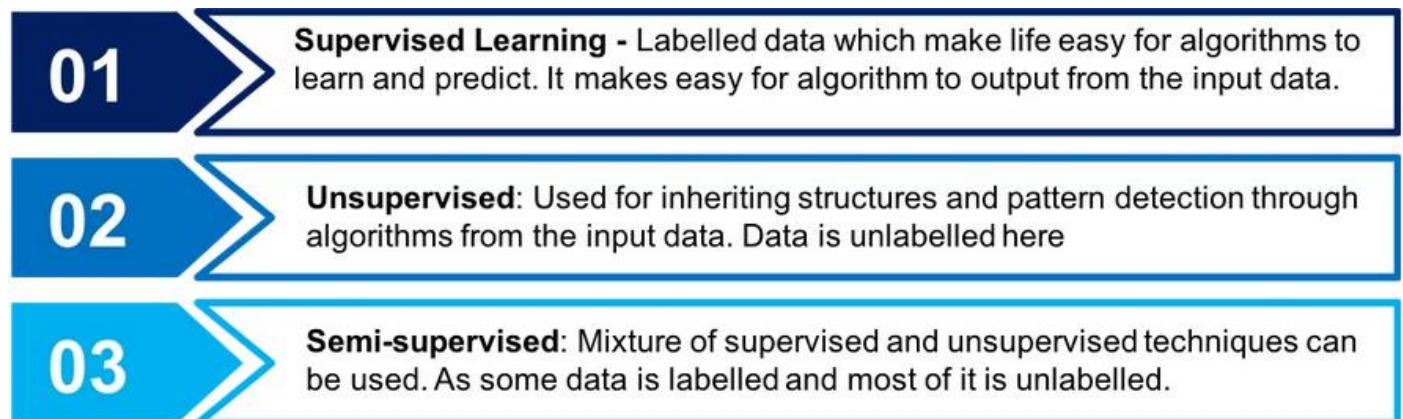 01
Supervised Learning - Labelled data which make life easy for algorithms to
learn and predict. It makes easy for algorithm to output from the input data.
02
Unsupervised: Used for inheriting structures and pattern detection through
algorithms from the input data. Data is unlabelled here
03
Semi-supervised: Mixture of supervised and unsupervised techniques can
be used. As some data is labelled and most of it is unlabelled.